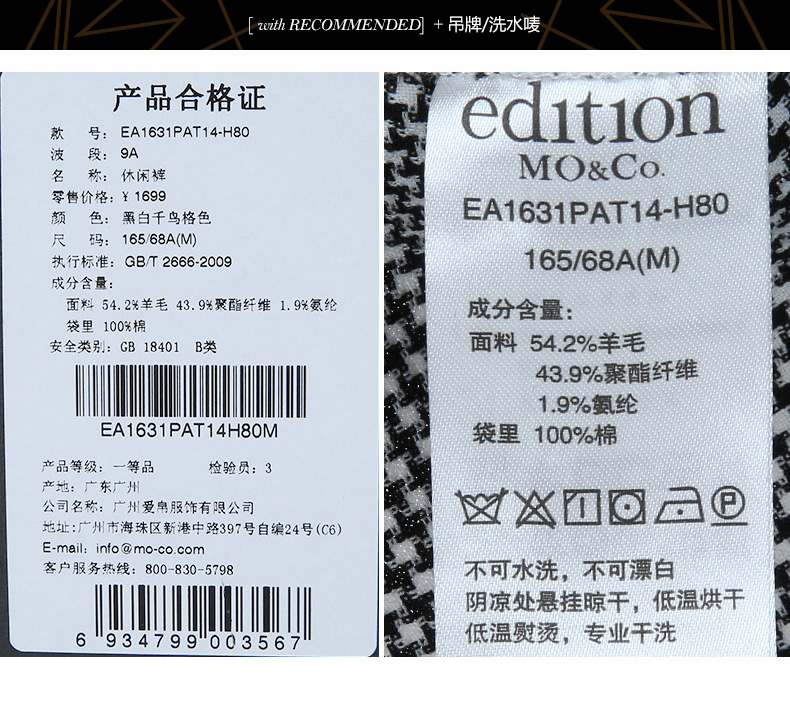 [ with RECOMMENDED] + 吊牌/洗水唛
产品合格证
款 号: EA1631PAT14-H80
波 段: 9A
名 称: 休闲裤
零售价格: ¥ 1699
颜 色: 黑白千鸟格色
尺 码: 165/68A(M)
执行标准: GB/T 2666-2009
成分含量:
面料 54.2%羊毛 43.9%聚酯纤维 1.9%氨纶
袋里 100%棉
安全类别: GB 18401 B类
EA1631PAT14H80M
产品等级: 一等品 检验员: 3
产地: 广东广州
公司名称: 广州爱帛服饰有限公司
地址:广州市海珠区新港中路397号自编24号(C6)
E-mail: info@mo-co.com
客户服务热线: 800-830-5798
6 934799 003567
edition
MO&Co.
EA1631PAT14-H80
165/68A(M)
成分含量:
面料 54.2%羊毛
43.9%聚酯纤维
1.9%氨纶
袋里 100%棉
P
不可水洗，不可漂白
阴凉处悬挂晾干，低温烘干
低温熨烫，专业干洗